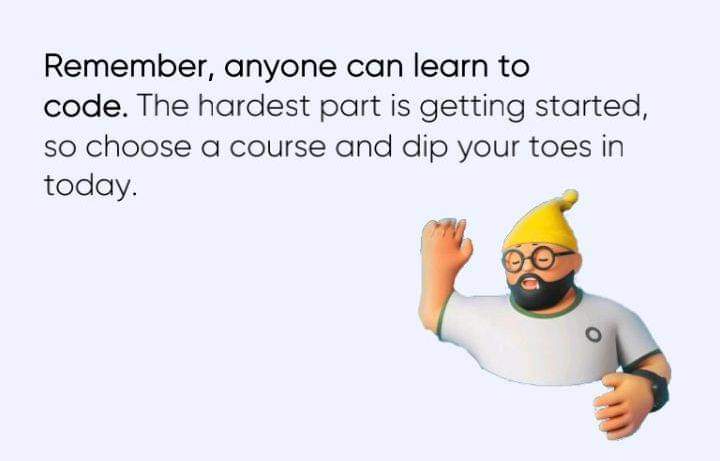 Remember, anyone can learn to
code. The hardest part is getting started,
so choose a course and dip your toes in
today.